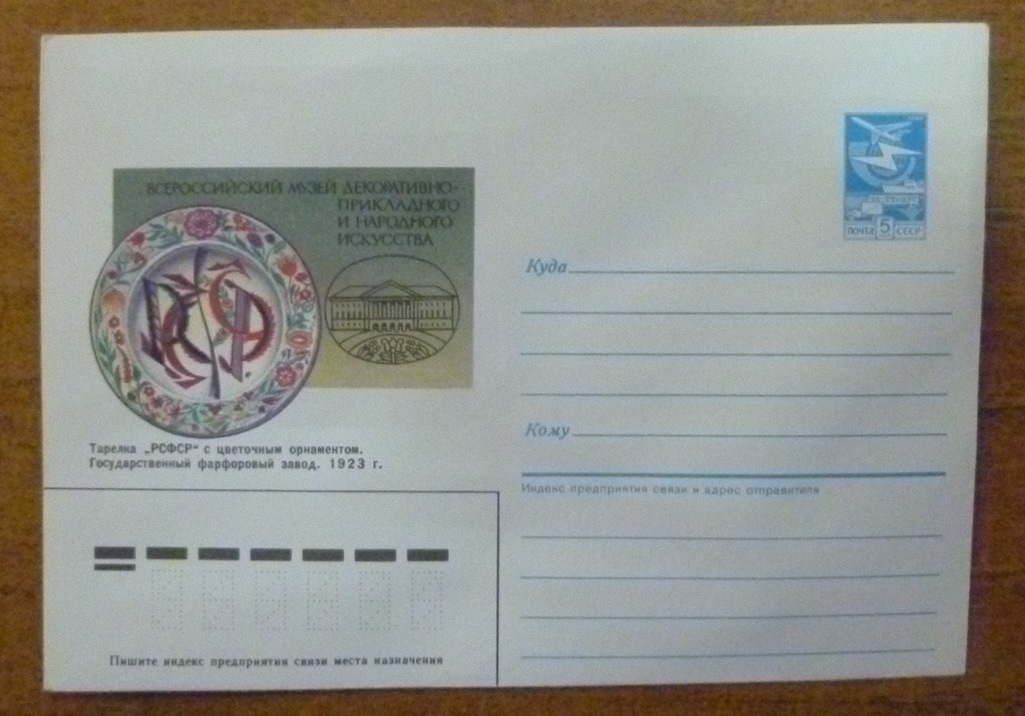 ВСЕРОССИЙСКИЙ МУЗЕЙ ДЕКОРАТИВНО-
ПРИКЛАДНОГО
И НАРОДНОГО
ИСКУССТВА
РСФСР
Тарелка „РСФСР“ с цветочным орнаментом.
Государственный фарфоровый завод. 1923 г.
ПОЧТА 5 СССР
Куда
Кому
Индекс предприятия связи и адрес отправителя
Пишите индекс предприятия связи места назначения